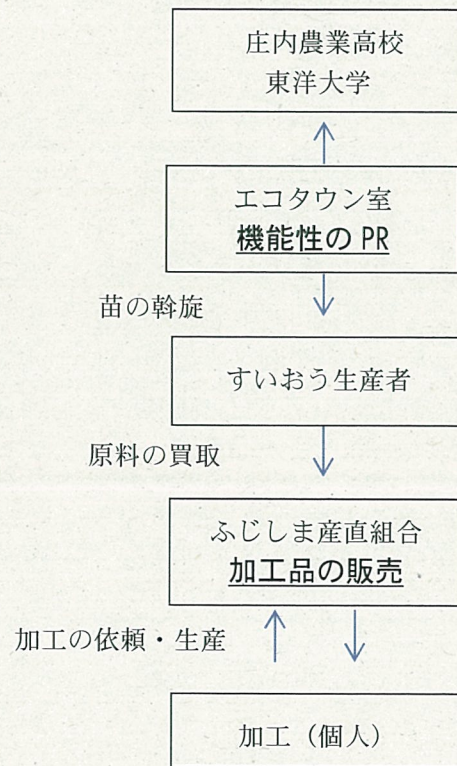 庄内農業高校
東洋大学
エコタウン室
機能性の PR
苗の斡旋
すいおう生産者
原料の買取
ふじしま産直組合
加工品の販売
加工の依頼・生産
加工（個人）